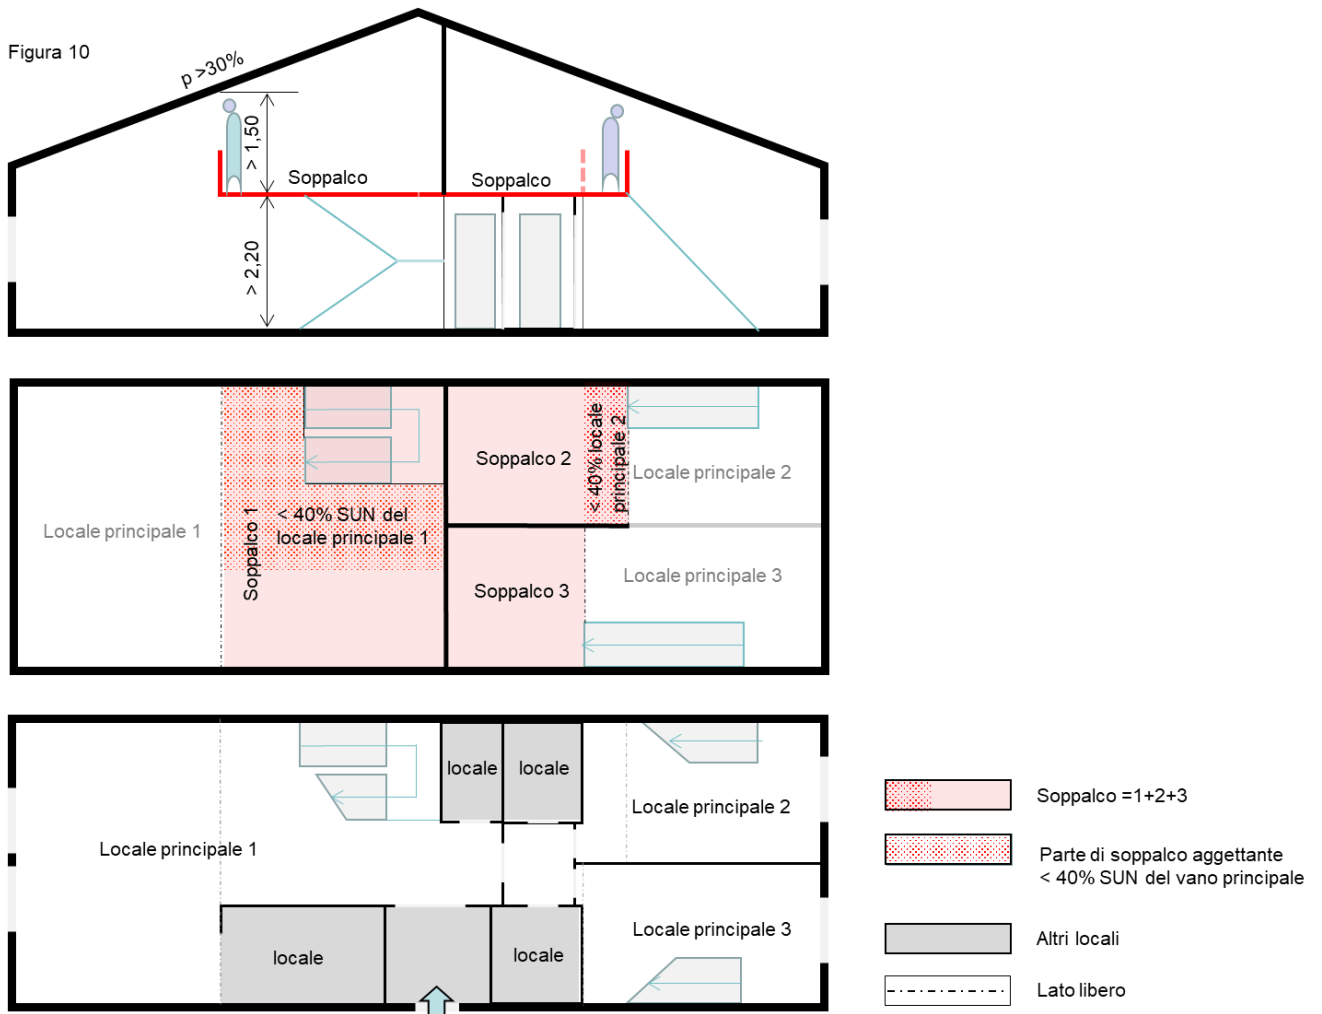 Figura 10
p >30%
> 1,50
Soppalco
Soppalco
> 2,20
Locale principale 1
Soppalco 1
< 40% SUN del
locale principale 1
Soppalco 2
< 40% locale
principale 2
Locale principale 2
Soppalco 3
Locale principale 3
locale
locale
Locale principale 2
Locale principale 1
locale
locale
Locale principale 3
Soppalco =1+2+3
Parte di soppalco aggettante
< 40% SUN del vano principale
Altri locali
Lato libero